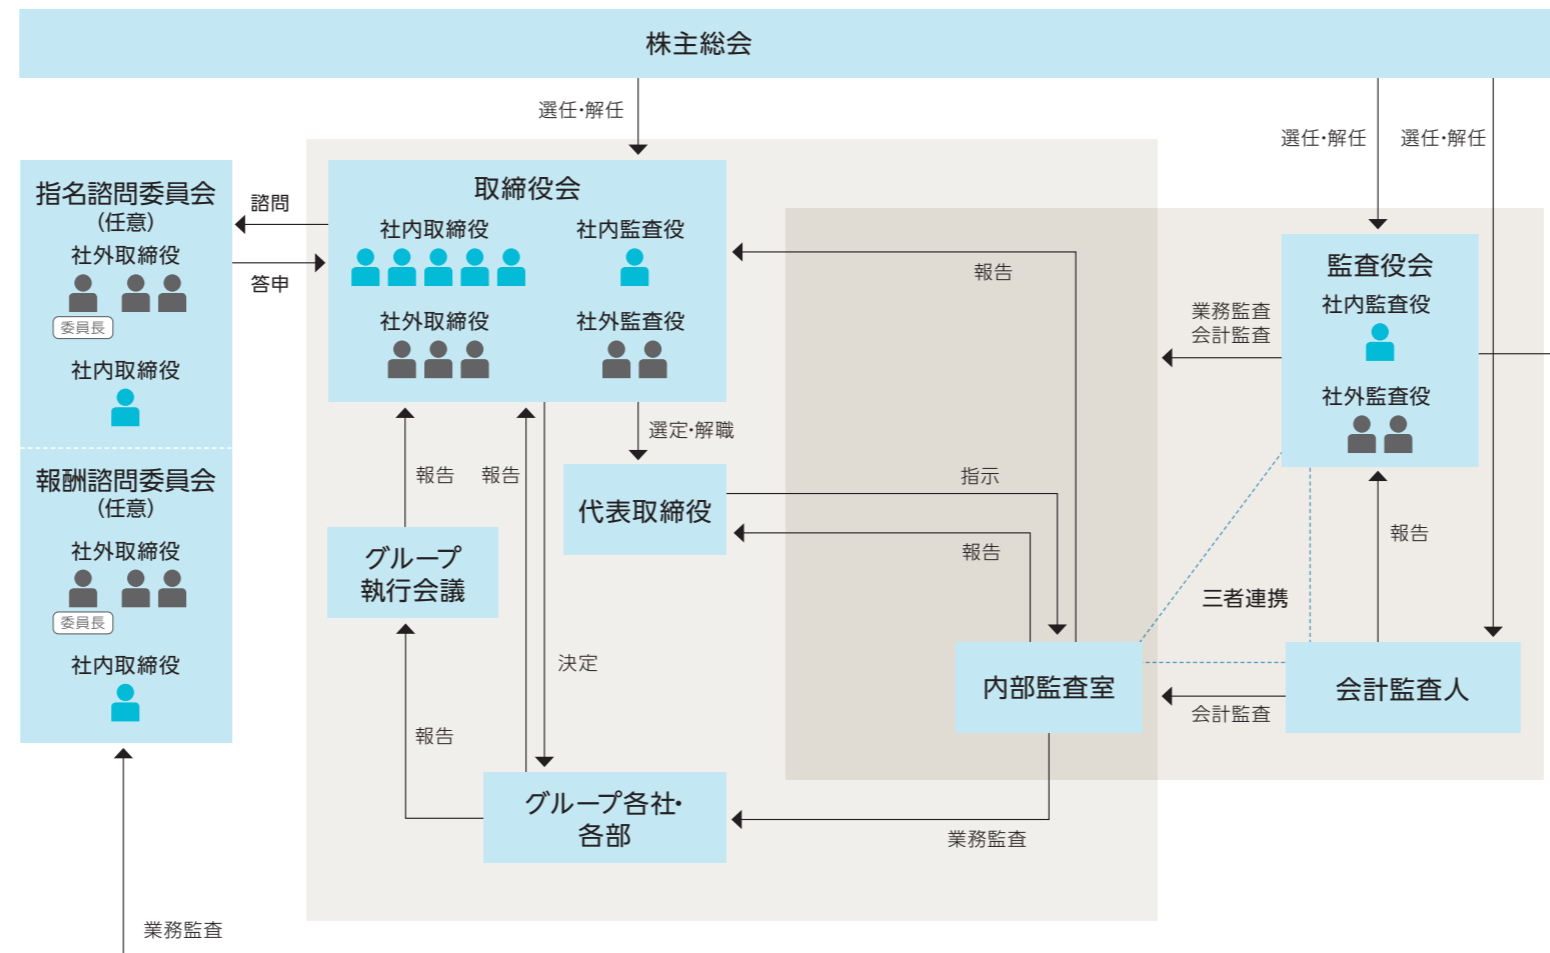 株主総会
選任・解任
選任・解任
選任・解任
指名諮問委員会
（任意）
社外取締役
委員長
社内取締役
報酬諮問委員会
（任意）
社外取締役
委員長
社内取締役
諮問
答申
取締役会
社内取締役
社内監査役
社外取締役
社外監査役
報告
業務監査
会計監査
監査役会
社内監査役
社外監査役
選定・解職
報告
報告
代表取締役
指示
報告
報告
グループ
執行会議
三者連携
決定
報告
内部監査室
会計監査人
会計監査
グループ各社・
各部
業務監査
業務監査